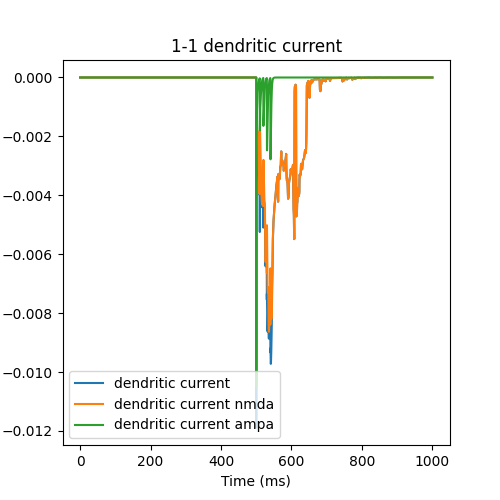 1-1 dendritic current
0.000
−0.002
−0.004
−0.006
−0.008
−0.010
−0.012
dendritic current
dendritic current nmda
dendritic current ampa
0 200 400 600 800 1000
Time (ms)